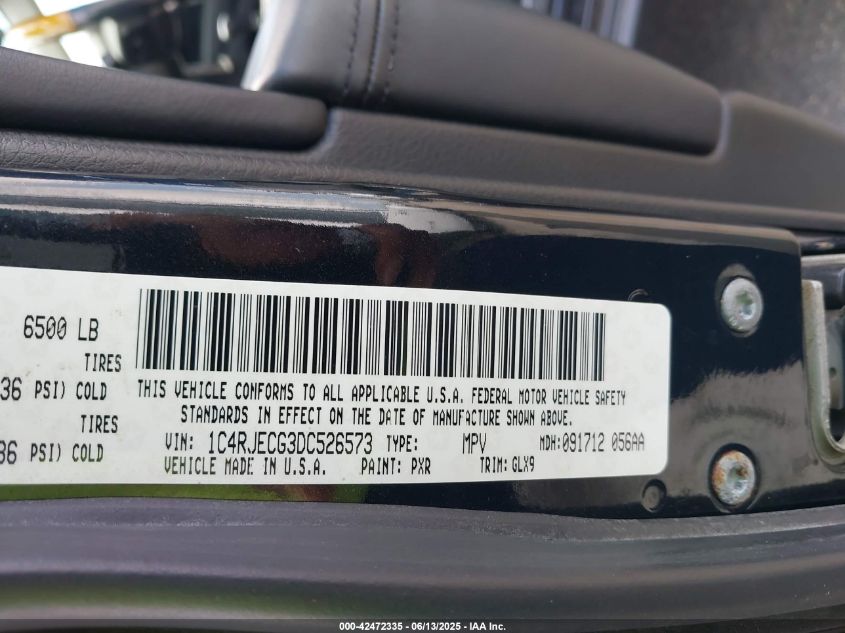 6500 LB
TIRES
36 PSI) COLD
TIRES
36 PSI) COLD
THIS VEHICLE CONFORMS TO ALL APPLICABLE U.S.A. FEDERAL MOTOR VEHICLE SAFETY
STANDARDS IN EFFECT ON THE DATE OF MANUFACTURE SHOWN ABOVE.
VIN: 1C4RJECG3DC526573 TYPE: MPV MDH: 091712 056AA
VEHICLE MADE IN U.S.A. PAINT: PXR TRIM: GLX9
000-42472335 - 06/13/2025 - IAA Inc.